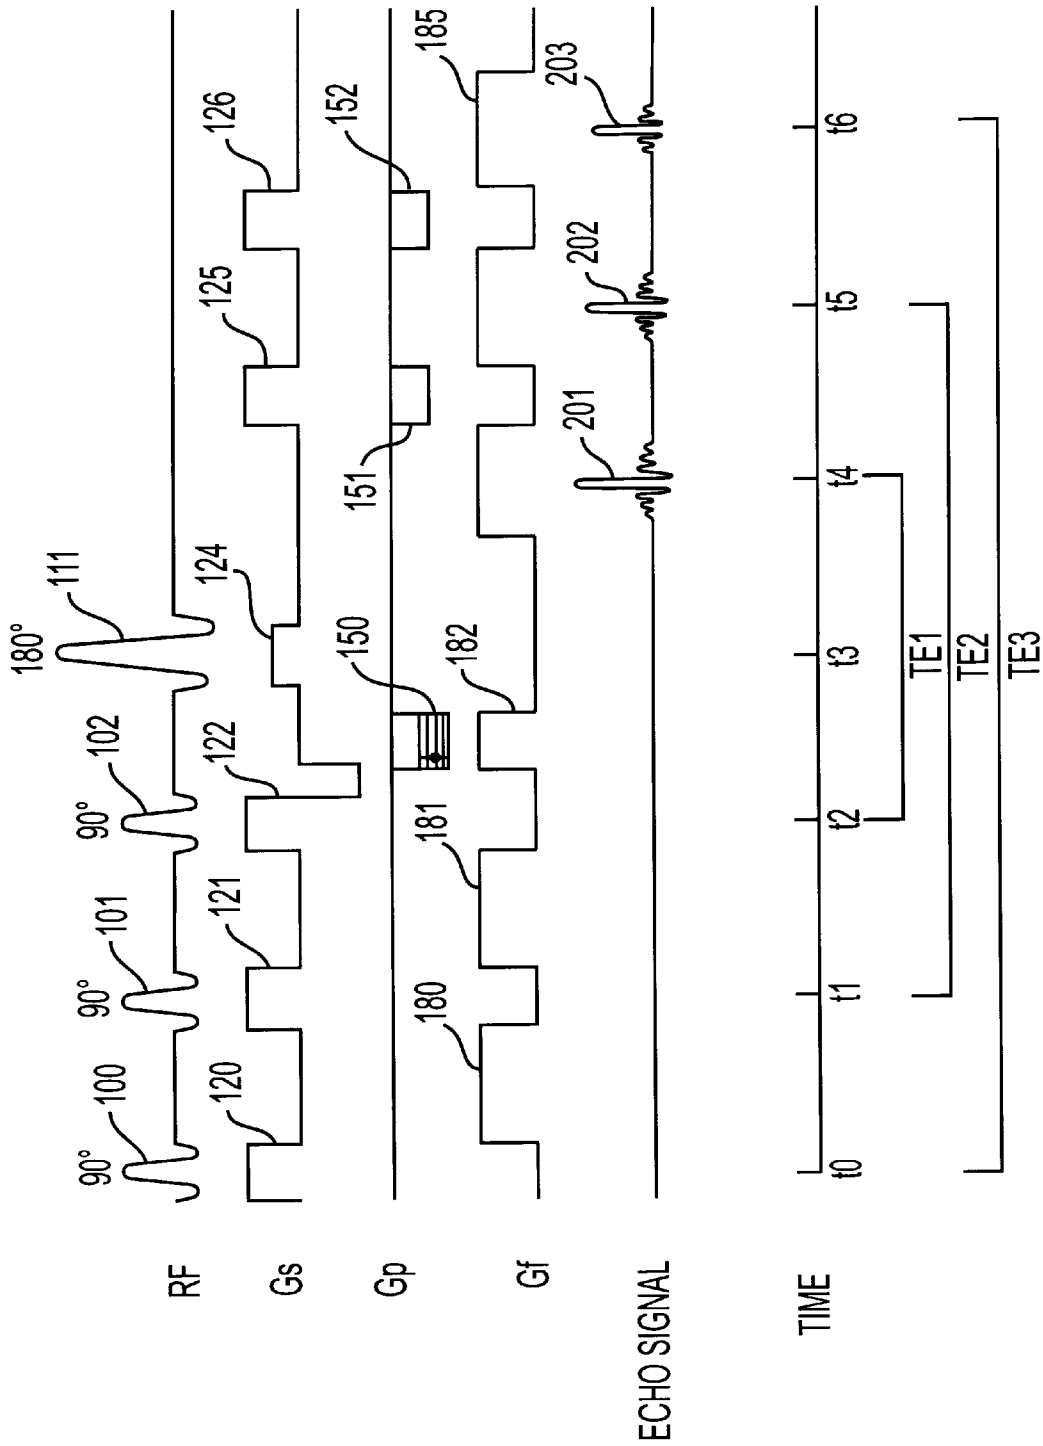 90° 90° 90° 180°
100 101 102 111
RF
120 121 122 124 125 126
Gs
150 151 152
Gp
180 181 182 185
Gf
201 202 203
ECHO SIGNAL
TIME
t0 t1 t2 t3 t4 t5 t6
TE1
TE2
TE3